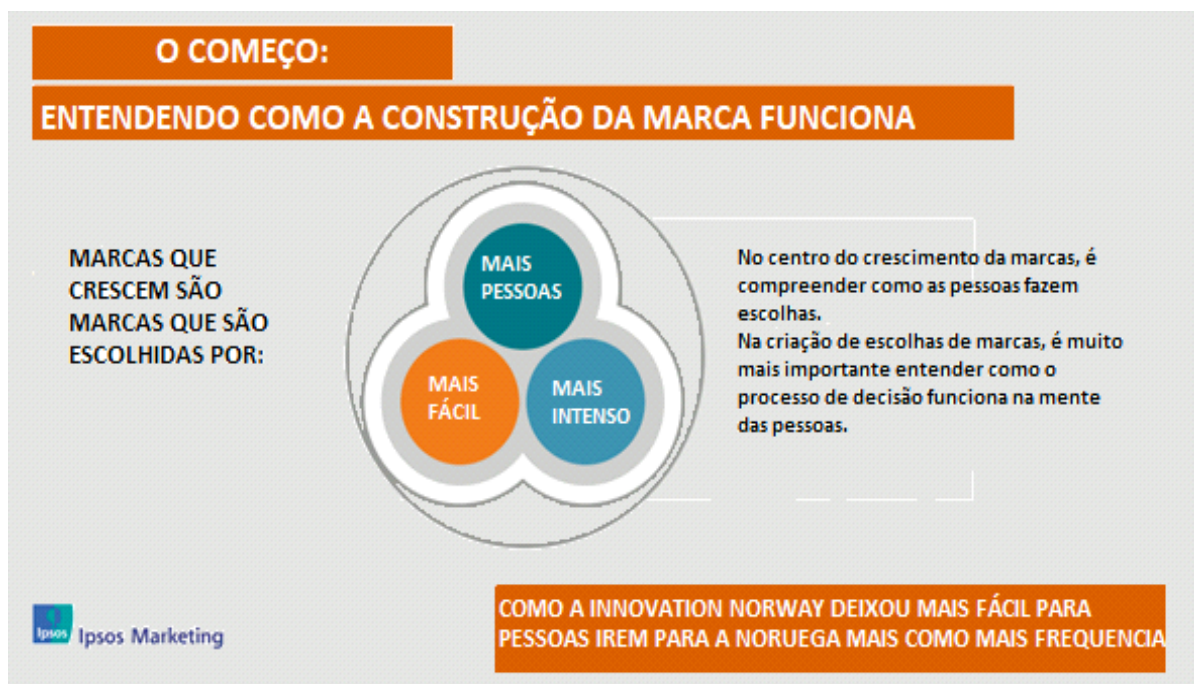 O COMEÇO:
ENTENDENDO COMO A CONSTRUÇÃO DA MARCA FUNCIONA
MARCAS QUE
CRESCEM SÃO
MARCAS QUE SÃO
ESCOLHIDAS POR:
MAIS
PESSOAS
MAIS
FÁCIL
MAIS
INTENSO
No centro do crescimento da marcas, é
compreender como as pessoas fazem
escolhas.
Na criação de escolhas de marcas, é muito
mais importante entender como o
processo de decisão funciona na mente
das pessoas.
Ipsos Ipsos Marketing
COMO A INNOVATION NORWAY DEIXOU MAIS FÁCIL PARA
PESSOAS IREM PARA A NORUEGA MAIS COMO MAIS FREQUENCIA